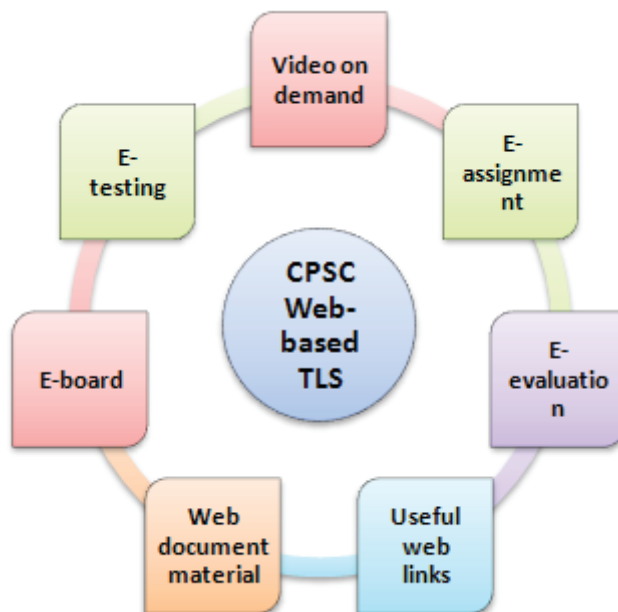 Video on
demand
E-
assignme
nt
E-
evaluatio
n
Useful
web
links
Web
document
material
E-board
E-
testing
CPSC
Web-
based
TLS